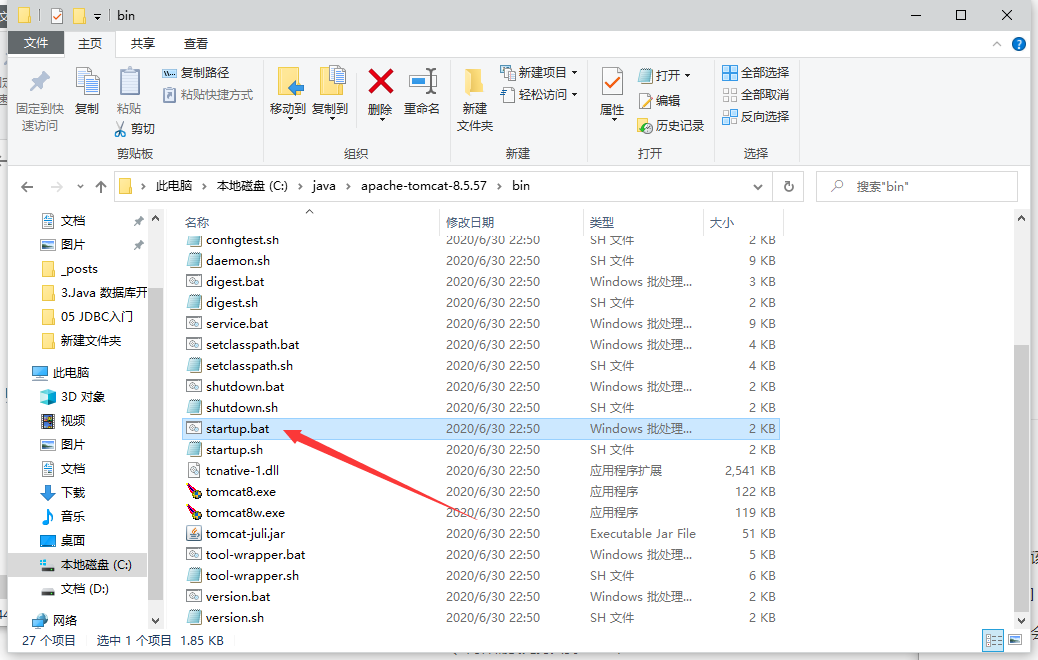 bin
文件 主页 共享 查看
固定到快速访问
复制
粘贴
复制路径
粘贴快捷方式
剪切
剪贴板
移动到
复制到
删除
重命名
组织
新建文件夹
新建项目
轻松访问
新建
属性
打开
编辑
历史记录
打开
全部选择
全部取消
反向选择
选择
此电脑 本地磁盘 (C:) java apache-tomcat-8.5.57 bin
搜索"bin"
文档
图片
_posts
3.Java 数据库开
05 JDBC入门
新建文件夹
此电脑
3D 对象
视频
图片
文档
下载
音乐
桌面
本地磁盘 (C:)
文档 (D:)
网络
名称 修改日期 类型 大小
configtest.sh 2020/6/30 22:50 SH 文件 2 KB
daemon.sh 2020/6/30 22:50 SH 文件 9 KB
digest.bat 2020/6/30 22:50 Windows 批处理... 3 KB
digest.sh 2020/6/30 22:50 SH 文件 2 KB
service.bat 2020/6/30 22:50 Windows 批处理... 9 KB
setclasspath.bat 2020/6/30 22:50 Windows 批处理... 4 KB
setclasspath.sh 2020/6/30 22:50 SH 文件 4 KB
shutdown.bat 2020/6/30 22:50 Windows 批处理... 2 KB
shutdown.sh 2020/6/30 22:50 SH 文件 2 KB
startup.bat 2020/6/30 22:50 Windows 批处理... 2 KB
startup.sh 2020/6/30 22:50 SH 文件 2 KB
tcnative-1.dll 2020/6/30 22:50 应用程序扩展 2,541 KB
tomcat8.exe 2020/6/30 22:50 应用程序 122 KB
tomcat8w.exe 2020/6/30 22:50 应用程序 119 KB
tomcat-juli.jar 2020/6/30 22:50 Executable Jar File 51 KB
tool-wrapper.bat 2020/6/30 22:50 Windows 批处理... 5 KB
tool-wrapper.sh 2020/6/30 22:50 SH 文件 6 KB
version.bat 2020/6/30 22:50 Windows 批处理... 2 KB
version.sh 2020/6/30 22:50 SH 文件 2 KB
27 个项目 选中 1 个项目 1.85 KB